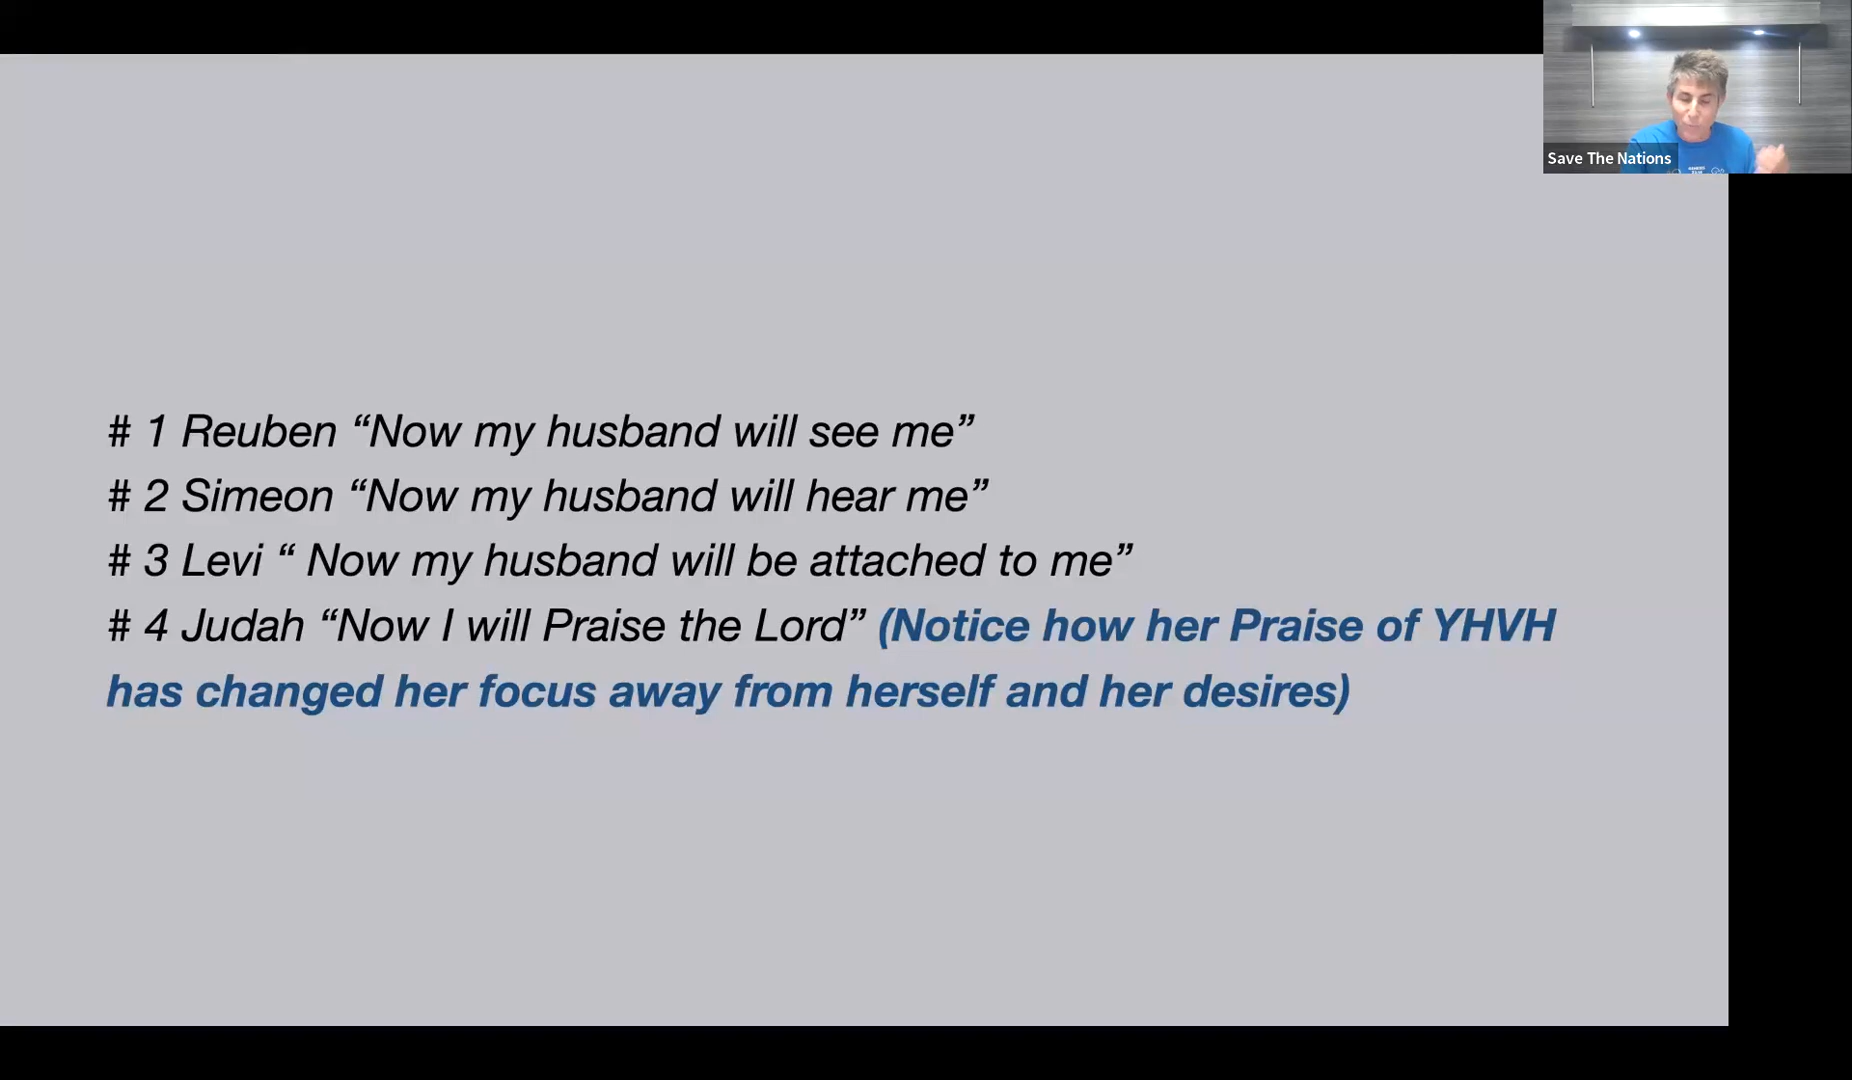 Save The Nations
# 1 Reuben “Now my husband will see me”
# 2 Simeon “Now my husband will hear me”
# 3 Levi “ Now my husband will be attached to me”
# 4 Judah “Now I will Praise the Lord” (Notice how her Praise of YHVH
has changed her focus away from herself and her desires)